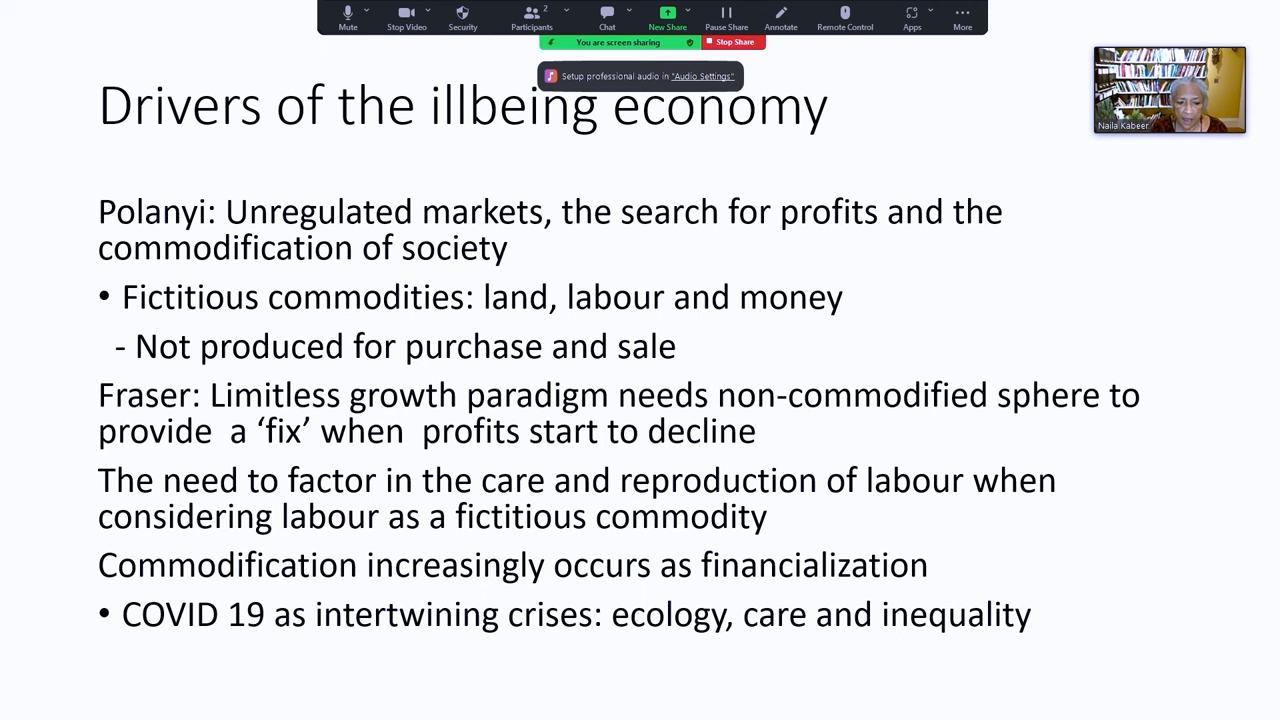 2
Mute
Stop Video
Security
Participants
Chat
New Share
Pause Share
Annotate
Remote Control
Apps
More
You are screen sharing
Stop Share
Setup professional audio in "Audio Settings"
Drivers of the illbeing economy
Naila Kabeer
Polanyi: Unregulated markets, the search for profits and the
commodification of society
• Fictitious commodities: land, labour and money
- Not produced for purchase and sale
Fraser: Limitless growth paradigm needs non-commodified sphere to
provide a ‘fix’ when profits start to decline
The need to factor in the care and reproduction of labour when
considering labour as a fictitious commodity
Commodification increasingly occurs as financialization
• COVID 19 as intertwining crises: ecology, care and inequality